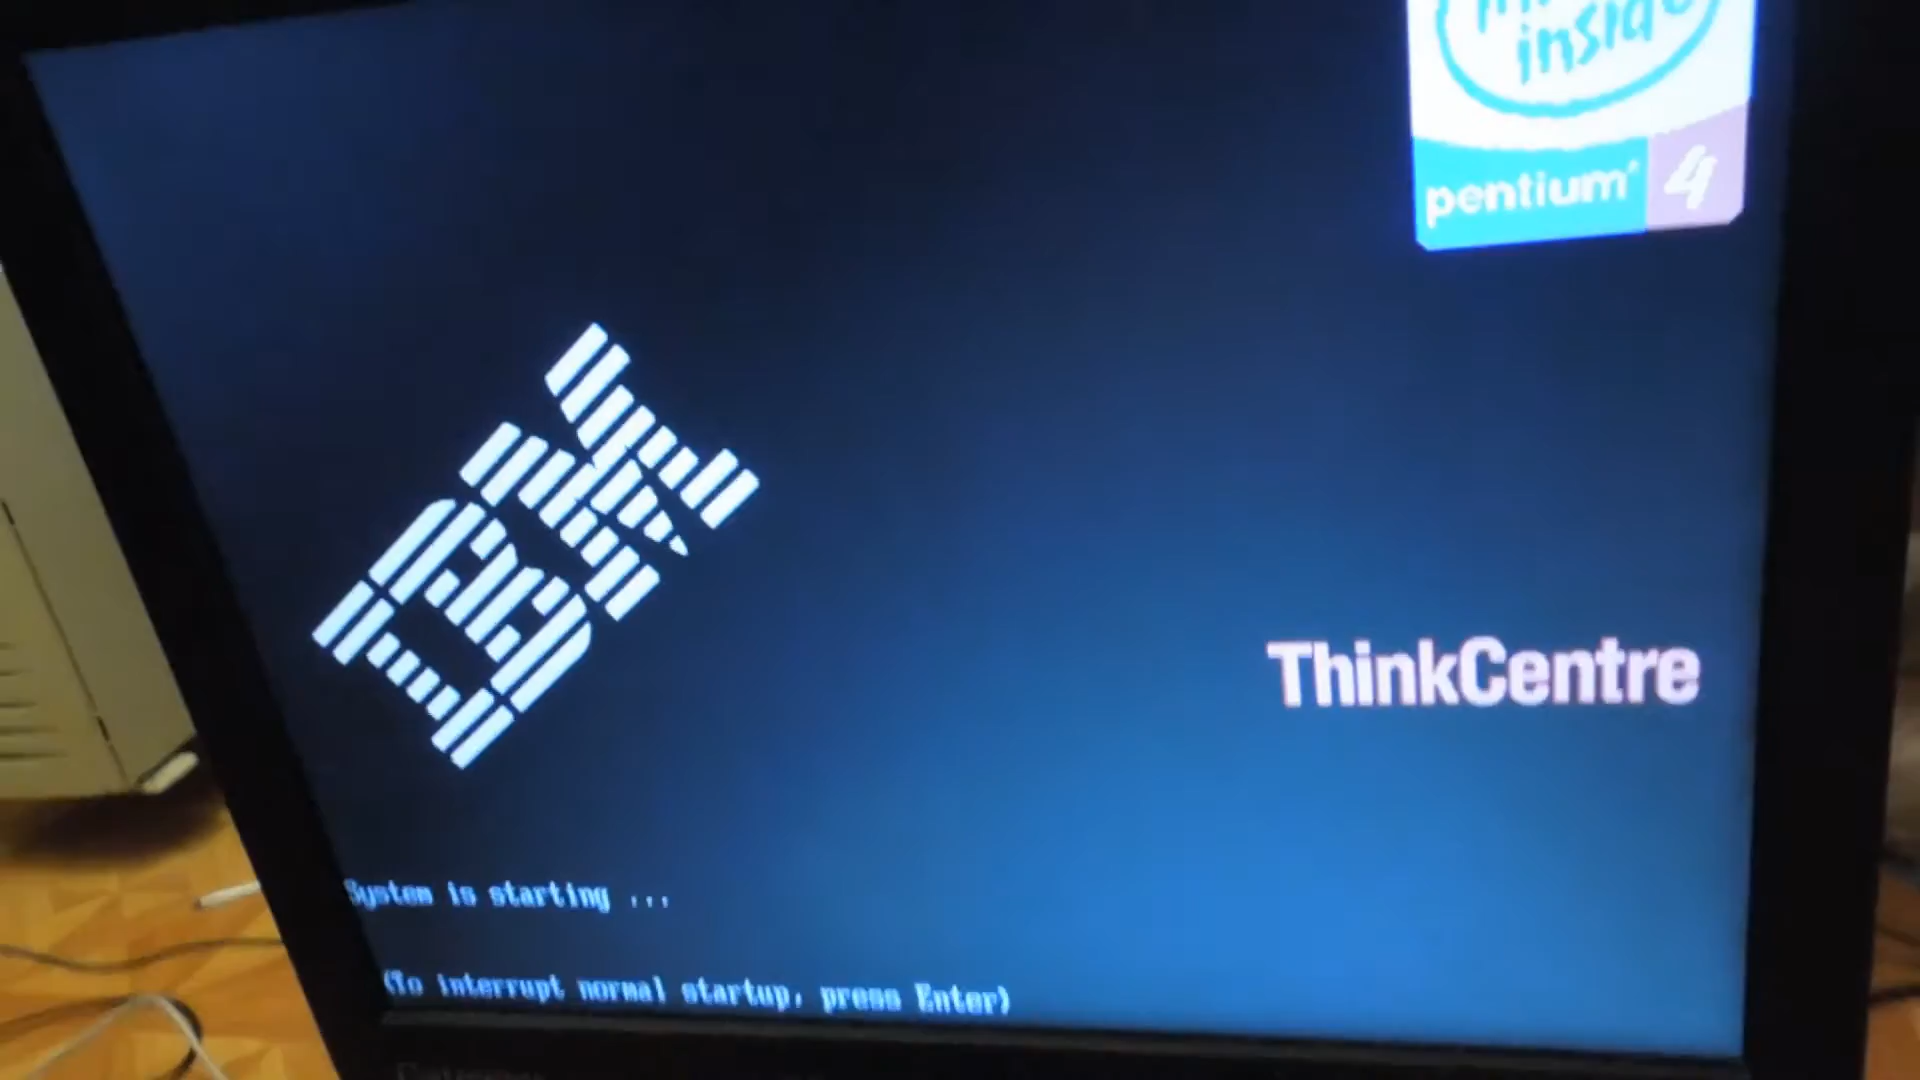 inside
pentium® 4
IBM
ThinkCentre
System is starting ...
(To interrupt normal startup, press Enter)